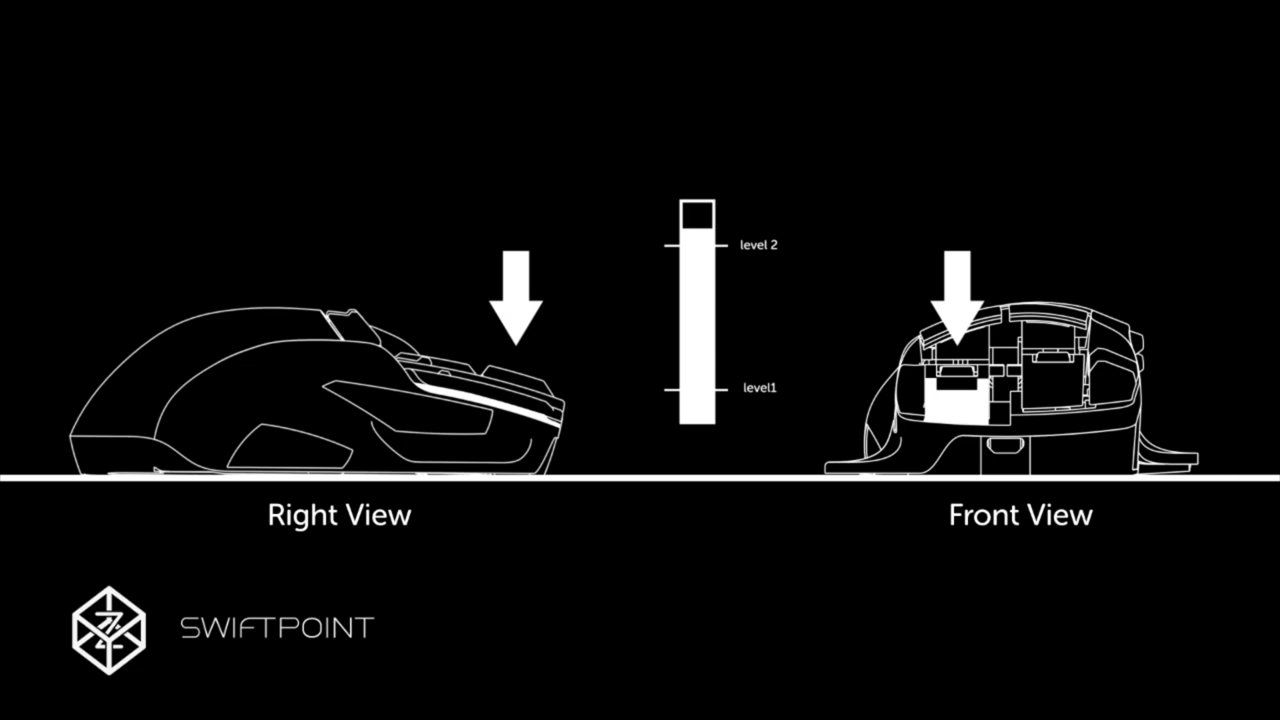 level 2
level1
Right View
Front View
SWIFTPOINT